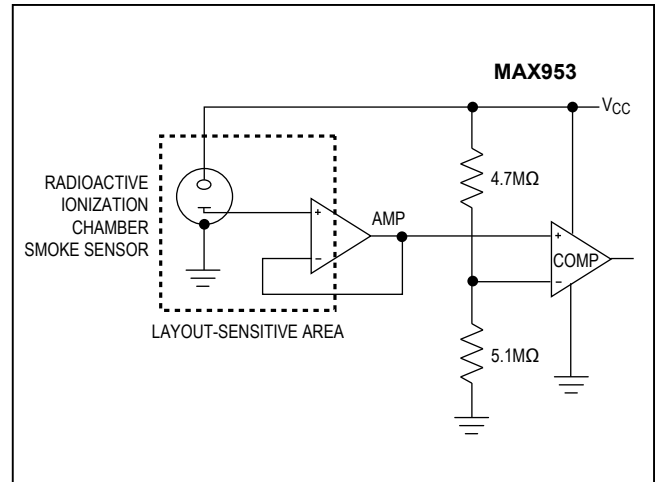 MAX953
VCC
4.7MΩ
RADIOACTIVE
IONIZATION
CHAMBER
SMOKE SENSOR
+
−
AMP
+
COMP
−
LAYOUT-SENSITIVE AREA
5.1MΩ